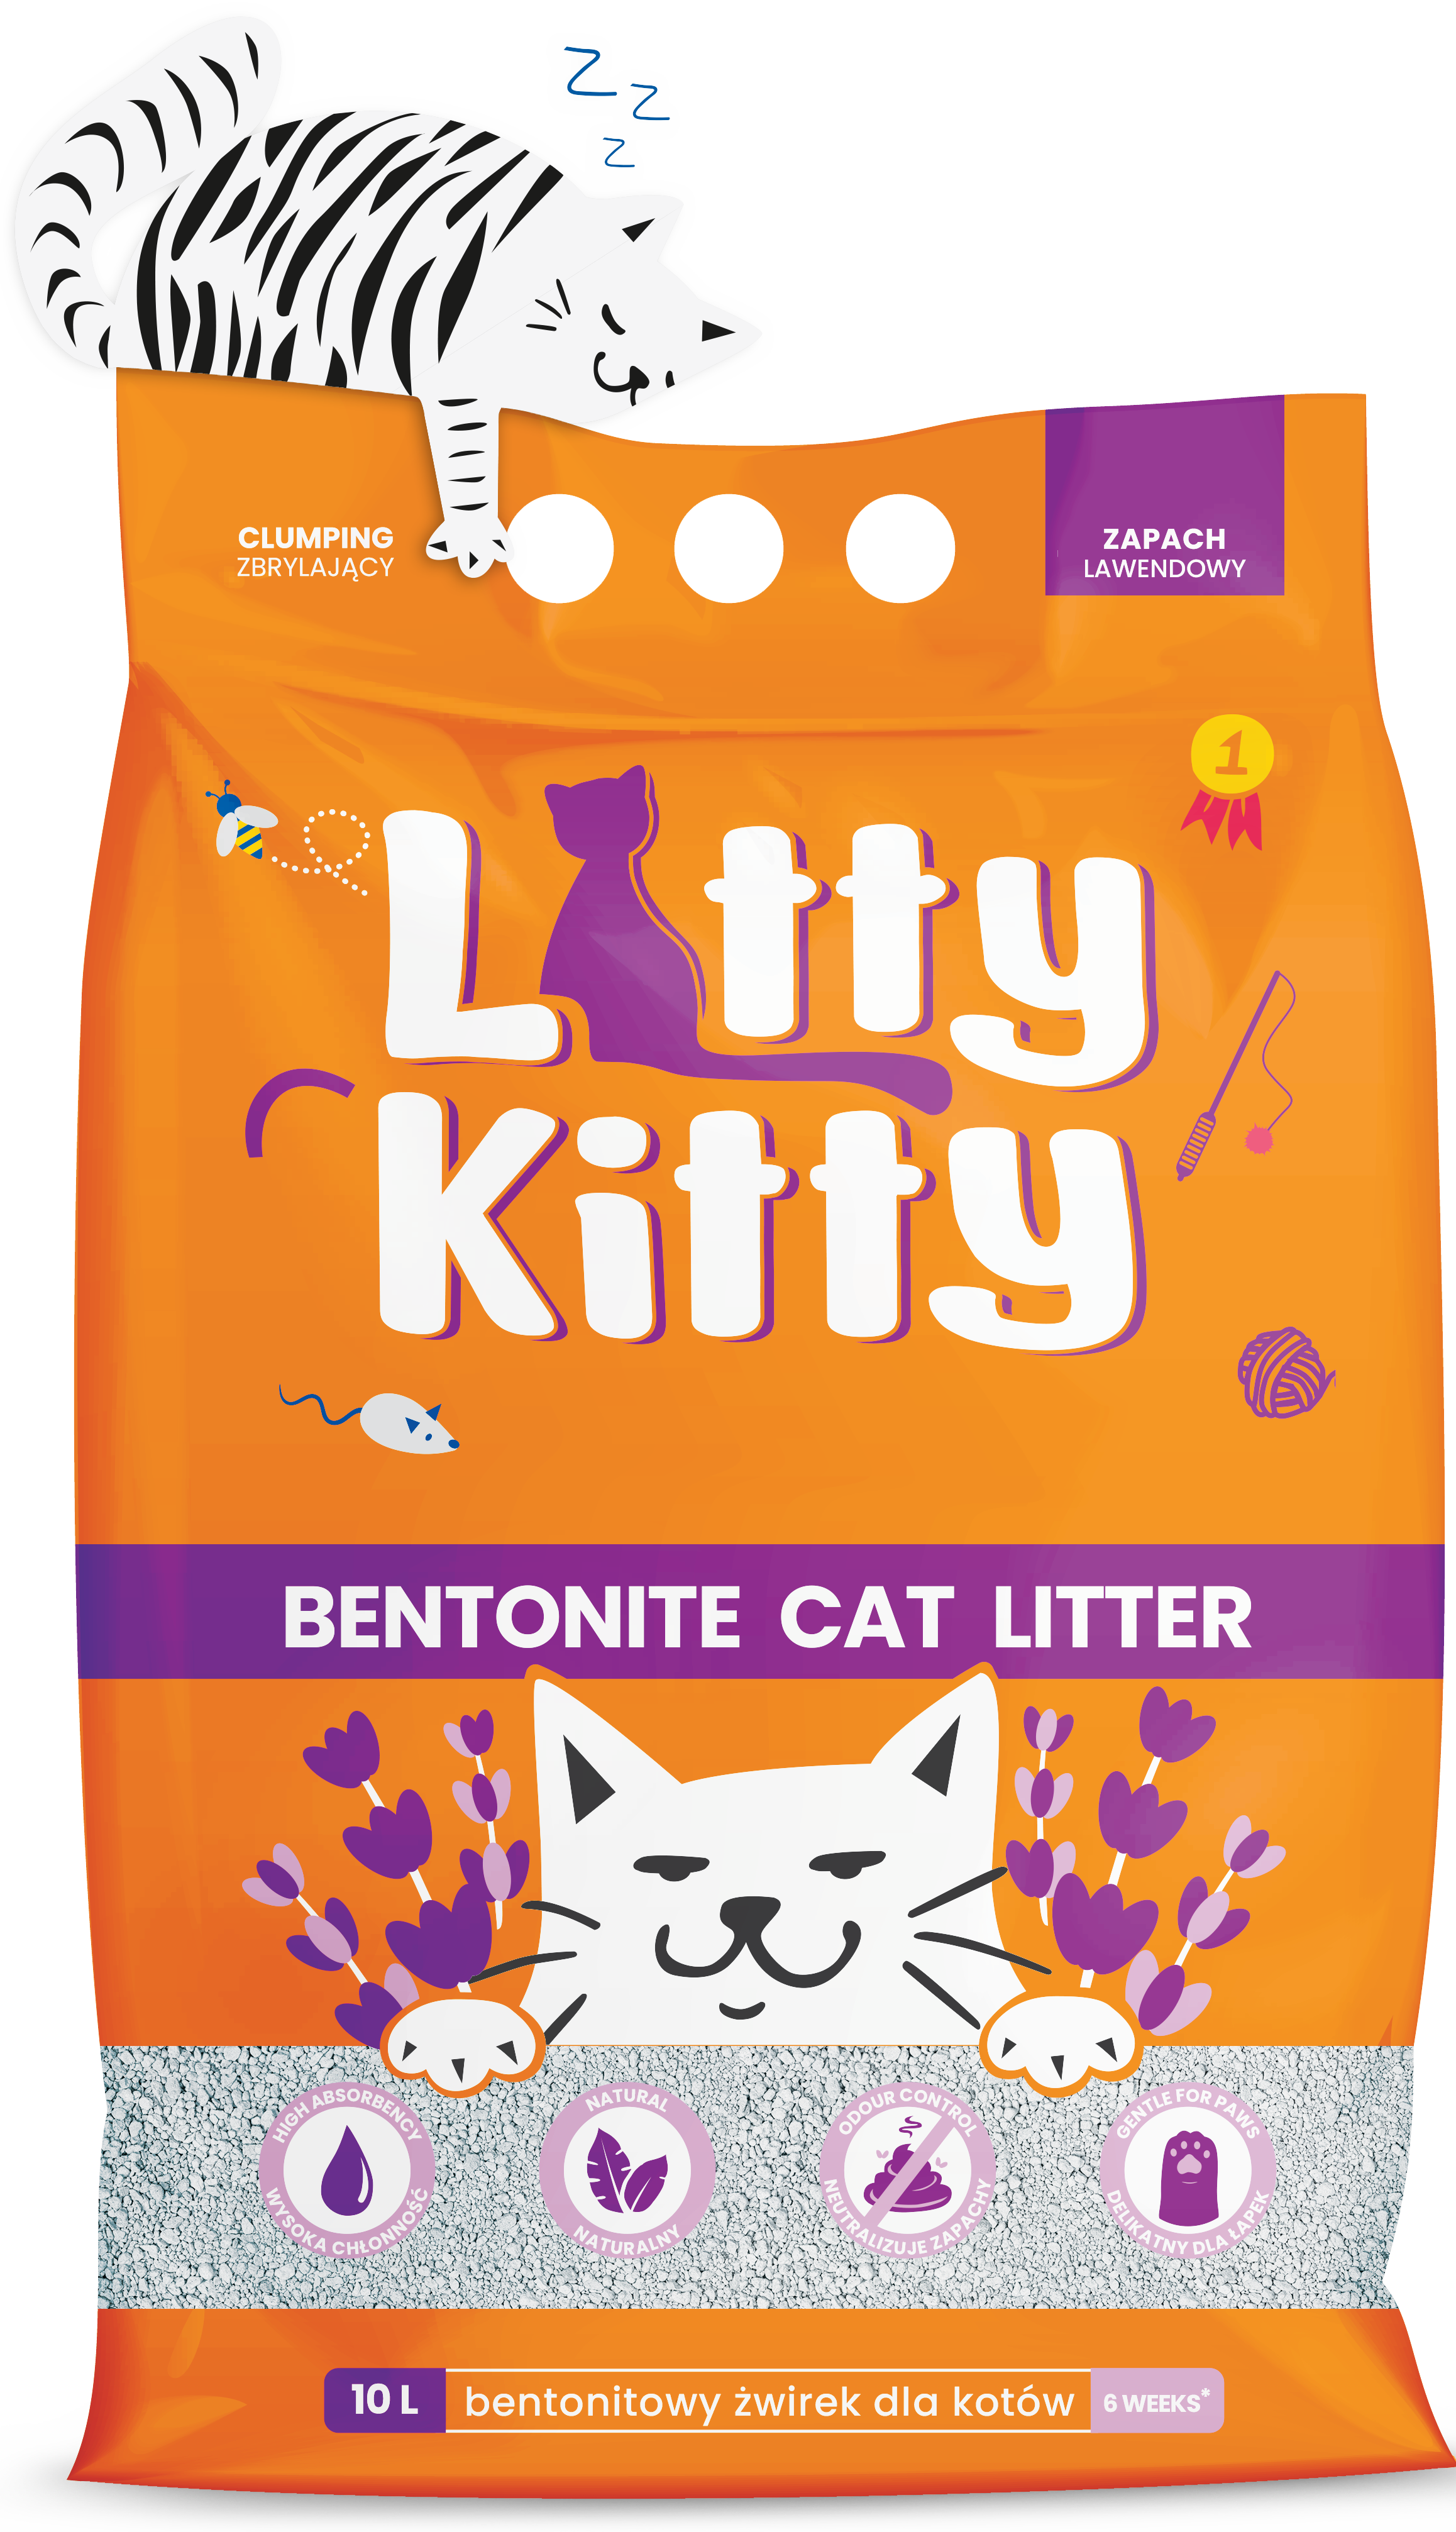 z z
z
CLUMPING
ZBRYLAJĄCY
ZAPACH
LAWENDOWY
1
Litty
Kitty
BENTONITE CAT LITTER
HIGH ABSORBENCY
WYSOKA CHŁONNOŚĆ
NATURAL
NATURALNY
ODOUR CONTROL
NEUTRALIZUJE ZAPACHY
GENTLE FOR PAWS
DELIKATNY DLA ŁAPEK
10 L
bentonitowy żwirek dla kotów
6 WEEKS*